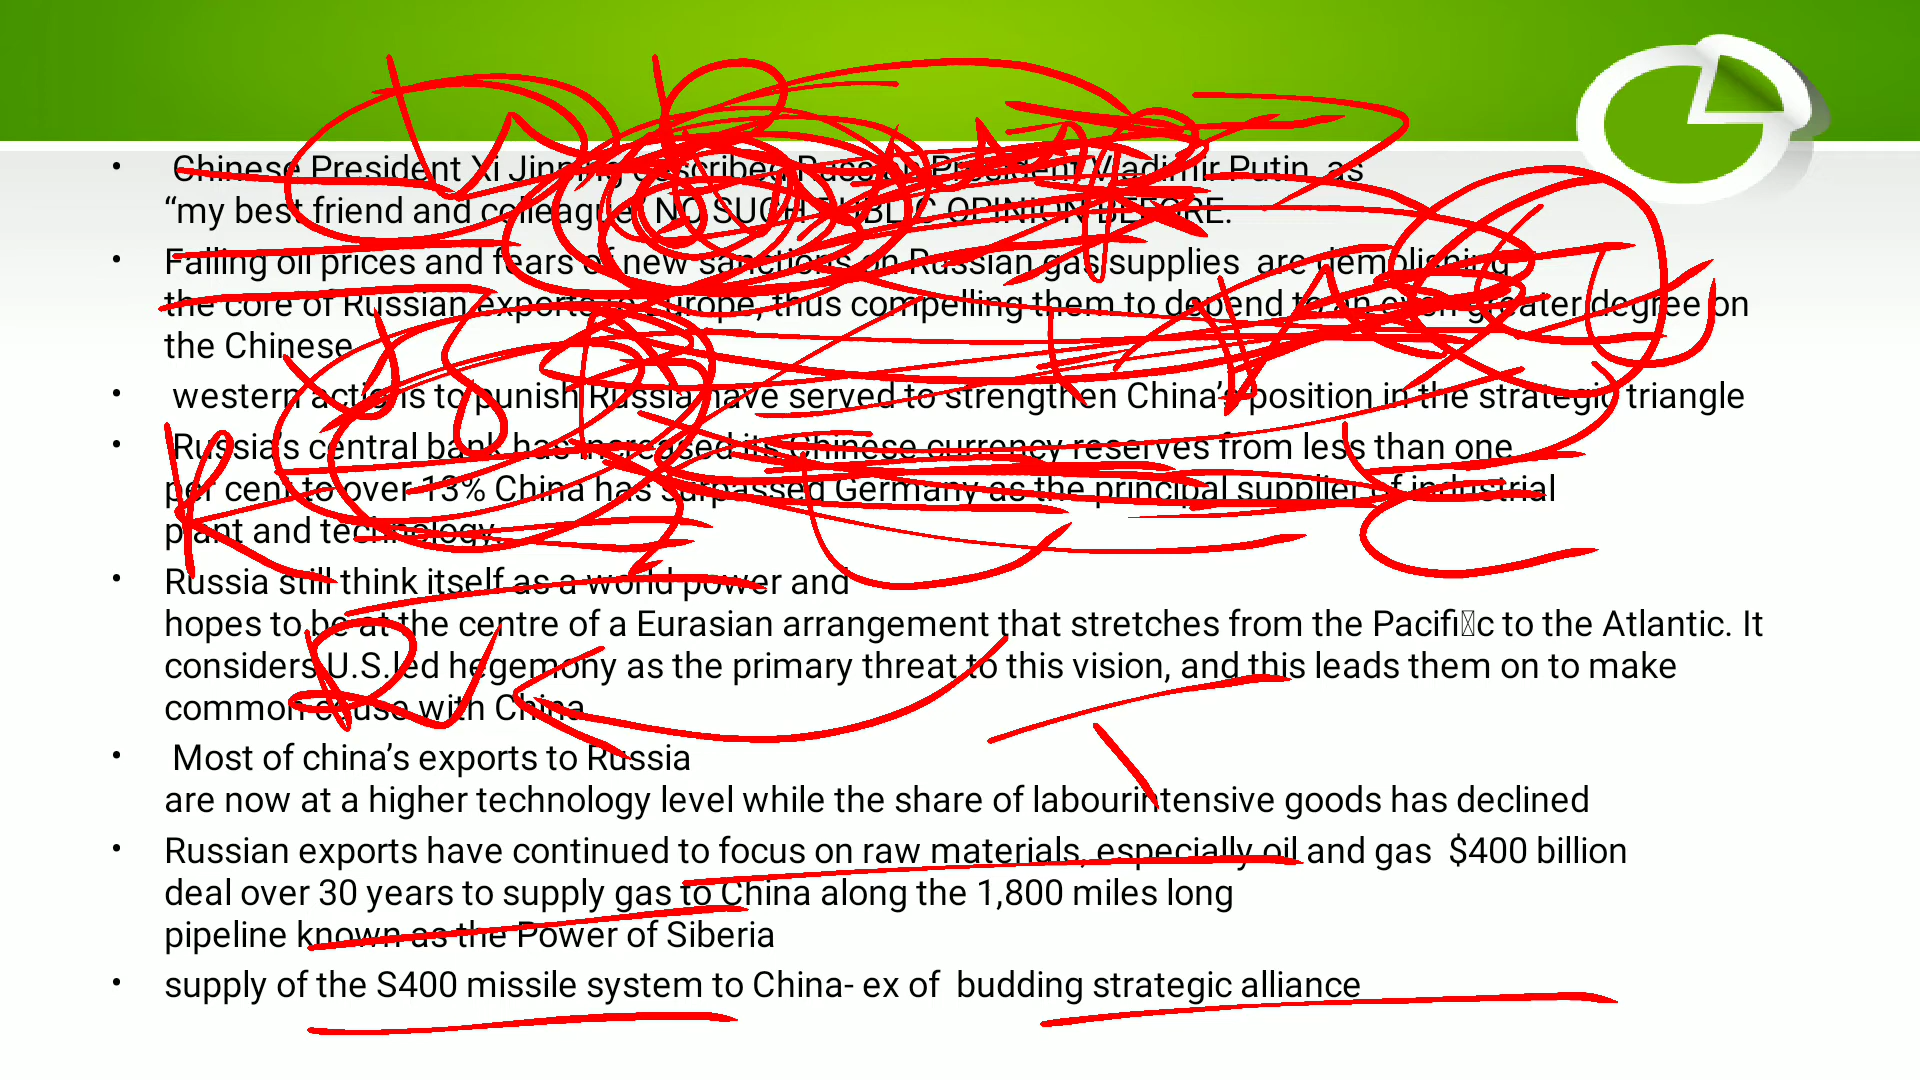 • Chinese President Xi Jinping described Russian President Vladimir Putin as
“my best friend and colleague. NO SUCH PUBLIC OPINION BEFORE.
• Falling oil prices and fears of new sanctions on Russian gas supplies are demolishing
the core of Russian exports to Europe, thus compelling them to depend to an even greater degree on
the Chinese
• western actions to punish Russia have served to strengthen China’s position in the strategic triangle
• Russia’s central bank has increased its Chinese currency reserves from less than one
per cent to over 13% China has surpassed Germany as the principal supplier of industrial
plant and technology.
• Russia still think itself as a world power and
hopes to be at the centre of a Eurasian arrangement that stretches from the Pacific to the Atlantic. It
considers U.S.led hegemony as the primary threat to this vision, and this leads them on to make
common cause with China
• Most of china’s exports to Russia
are now at a higher technology level while the share of labourintensive goods has declined
• Russian exports have continued to focus on raw materials, especially oil and gas $400 billion
deal over 30 years to supply gas to China along the 1,800 miles long
pipeline known as the Power of Siberia
• supply of the S400 missile system to China- ex of budding strategic alliance